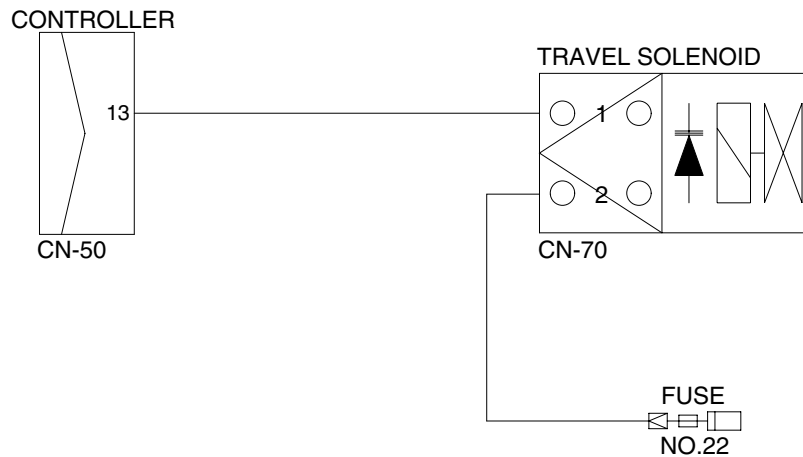 CONTROLLER
13
CN-50
TRAVEL SOLENOID
1
2
CN-70
FUSE
NO.22